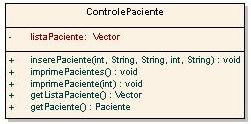 ControlePaciente
- listaPaciente: Vector
+ inserePaciente(int, String, String, int, String) : void
+ imprimePacientes() : void
+ imprimePaciente(int) : void
+ getListaPaciente() : Vector
+ getPaciente() : Paciente